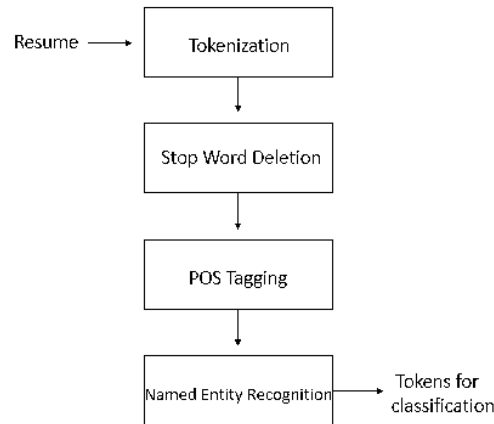 Resume
Tokenization
Stop Word Deletion
POS Tagging
Named Entity Recognition
Tokens for
classification